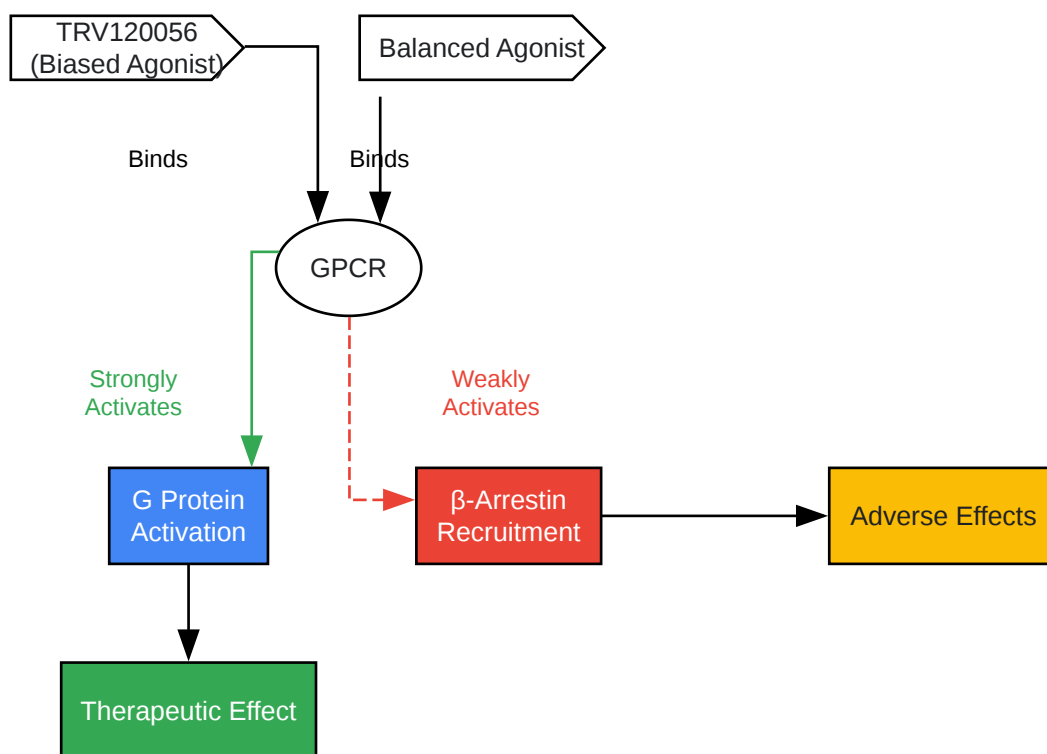 TRV120056
(Biased Agonist)
Balanced Agonist
Binds
Binds
GPCR
Strongly
Activates
Weakly
Activates
G Protein
Activation
β-Arrestin
Recruitment
Adverse Effects
Therapeutic Effect